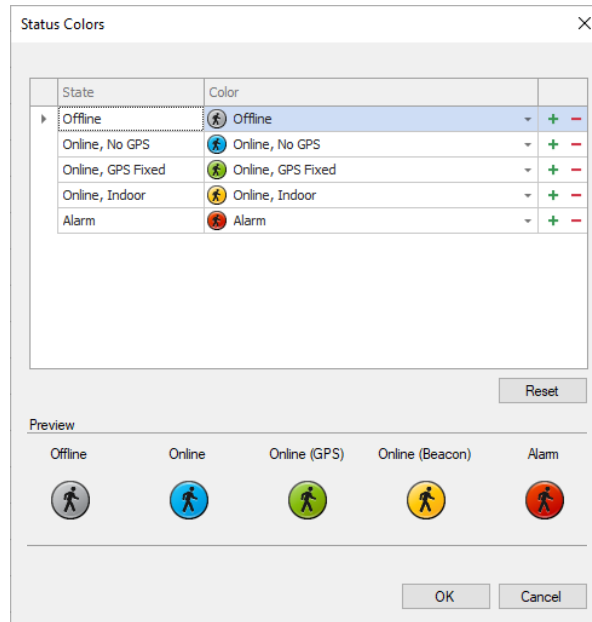 Status Colors
State Color
Offline Offline
Online, No GPS Online, No GPS
Online, GPS Fixed Online, GPS Fixed
Online, Indoor Online, Indoor
Alarm Alarm
Reset
Preview
Offline Online Online (GPS) Online (Beacon) Alarm
OK Cancel